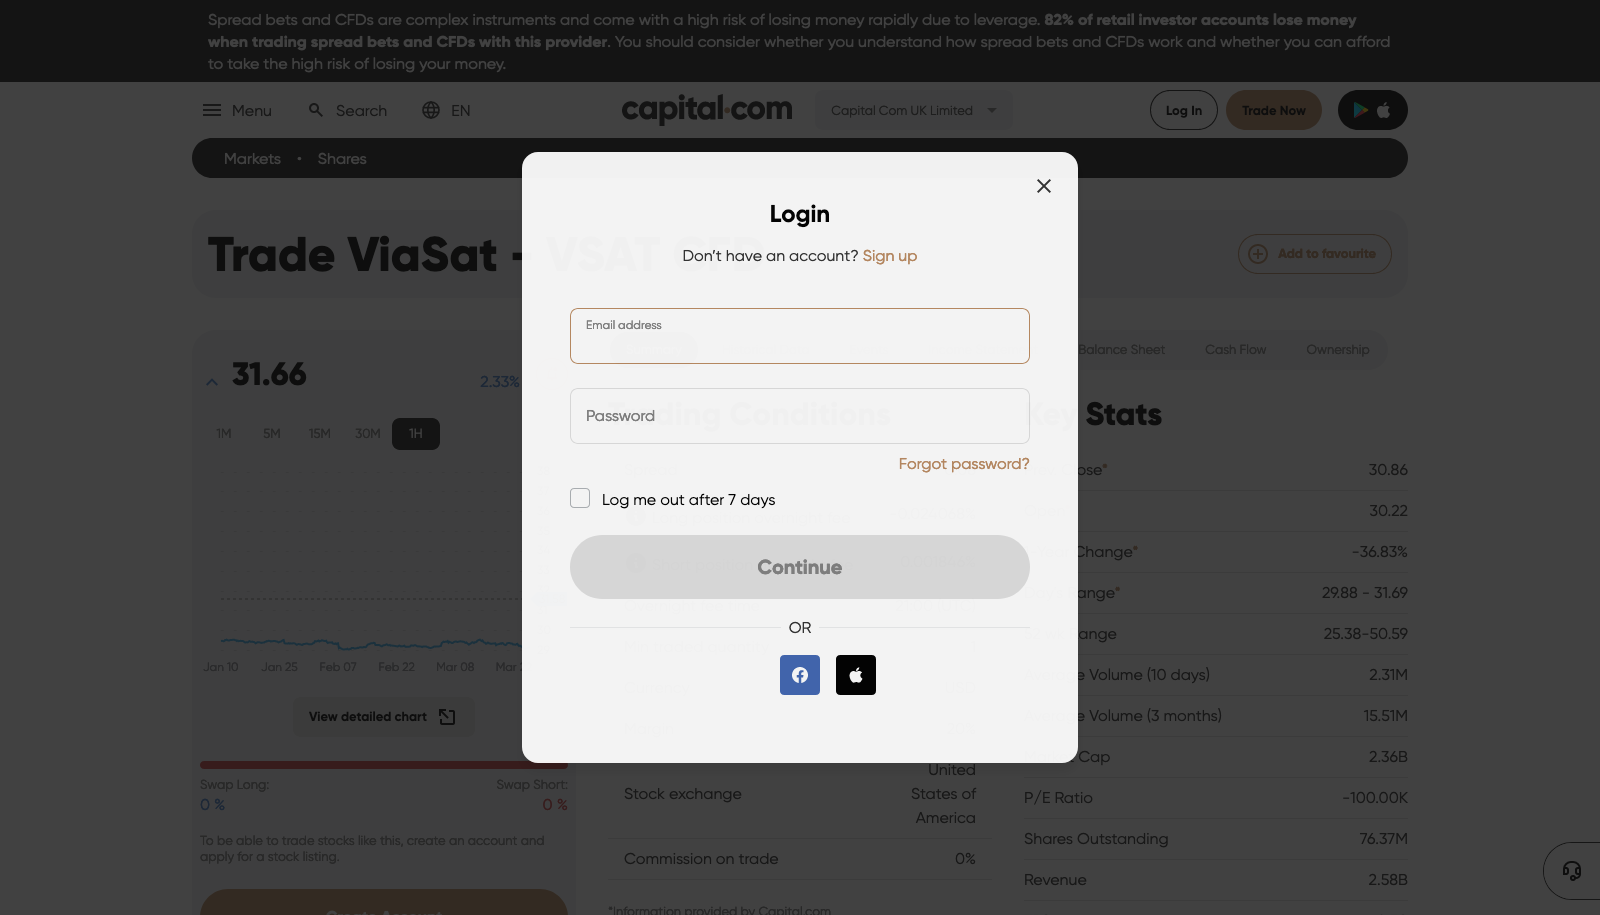 Spread bets and CFDs are complex instruments and come with a high risk of losing money rapidly due to leverage. 82% of retail investor accounts lose money
when trading spread bets and CFDs with this provider. You should consider whether you understand how spread bets and CFDs work and whether you can afford
to take the high risk of losing your money.
Menu
Search
EN
capital.com
Capital Com UK Limited
Log In
Trade Now
Markets • Shares
Trade ViaSat - VSAT CFD
Add to favourite
Login
Don't have an account? Sign up
Email address
Password
Forgot password?
Log me out after 7 days
Continue
OR
31.66
2.33%
1M
5M
15M
30M
1H
Jan 10
Jan 25
Feb 07
Feb 22
Mar 08
Mar
View detailed chart
Swap Long:
Swap Short:
0 %
0 %
To be able to trade stocks like this, create an account and
apply for a stock listing.
Create Account
Trading Conditions
Stock exchange
United
States of
America
Commission on trade
0%
*Information provided by Capital.com
Balance Sheet
Cash Flow
Ownership
Key Stats
30.86
30.22
Change*
-36.83%
29.88 - 31.69
25.38-50.59
Volume (10 days)
2.31M
Volume (3 months)
15.51M
Cap
2.36B
P/E Ratio
-100.00K
Shares Outstanding
76.37M
Revenue
2.58B